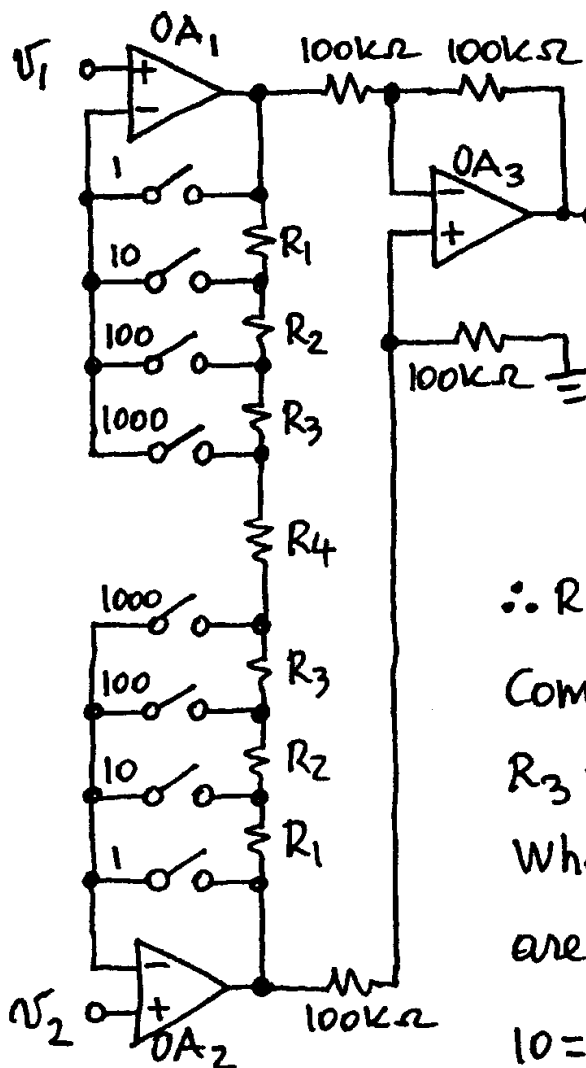 OA₁
100kΩ 100kΩ
v₁
+
−
OA₃
−
+
1
R₁
10
R₂
100kΩ
100
R₃
1000
R₄
∴ R
1000
R₃
Com
100
R₂
R₃
10
R₁
Wh
1
are
−
v₂
+
100kΩ
OA₂
10=